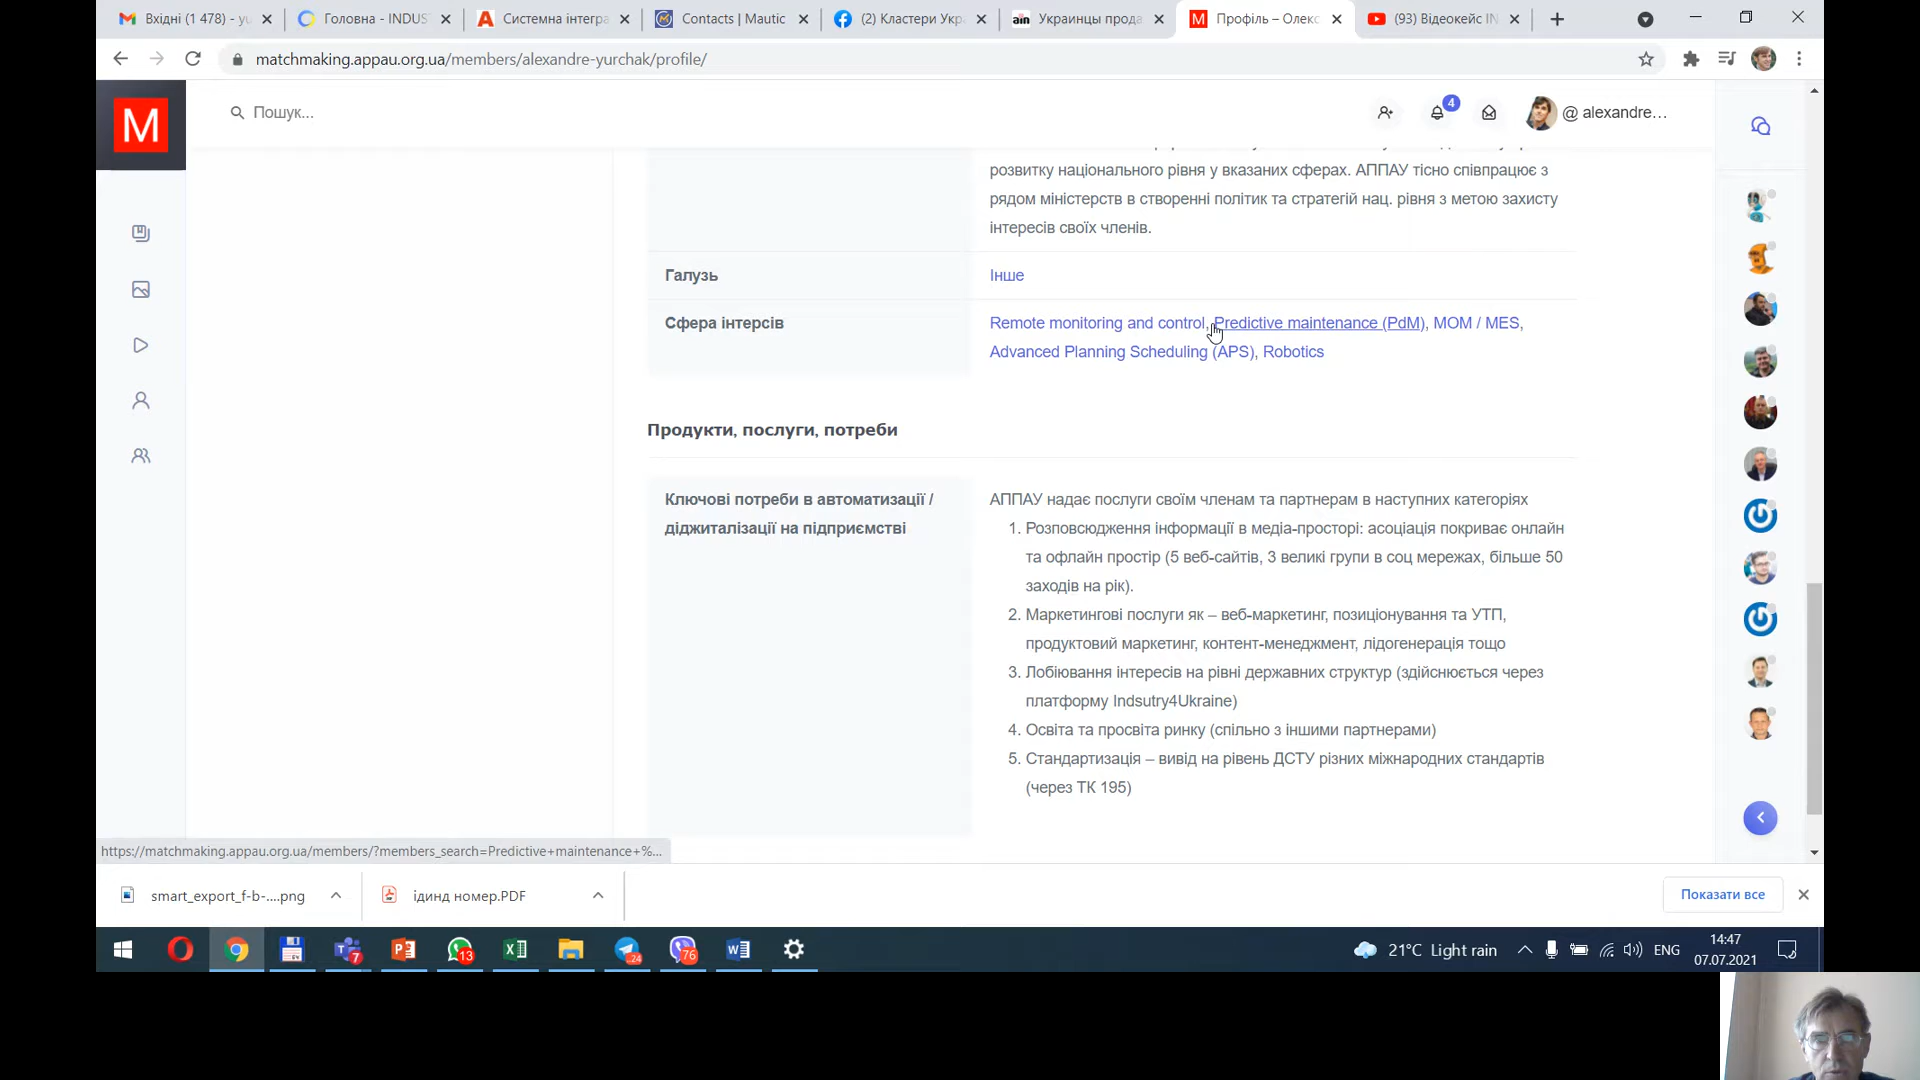 Вхідні (1 478) - yu
Головна - INDUS
Системна інтегра
Contacts | Mautic
(2) Кластери Укра
ain
Украинцы прода
Профіль – Олекс
(93) Відеокейс IN
matchmaking.appau.org.ua/members/alexandre-yurchak/profile/
M
Пошук...
4
@ alexandre...
розвитку національного рівня у вказаних сферах. АППАУ тісно співпрацює з
рядом міністерств в створенні політик та стратегій нац. рівня з метою захисту
інтересів своїх членів.
Галузь
Інше
Сфера інтерсів
Remote monitoring and control, Predictive maintenance (PdM), MOM / MES,
Advanced Planning Scheduling (APS), Robotics
Продукти, послуги, потреби
Ключові потреби в автоматизації /
діджиталізації на підприємстві
АППАУ надає послуги своїм членам та партнерам в наступних категоріях
1. Розповсюдження інформації в медіа-просторі: асоціація покриває онлайн
та офлайн простір (5 веб-сайтів, 3 великі групи в соц мережах, більше 50
заходів на рік).
2. Маркетингові послуги як – веб-маркетинг, позиціонування та УТП,
продуктовий маркетинг, контент-менеджмент, лідогенерація тощо
3. Лобіювання інтересів на рівні державних структур (здійснюється через
платформу Indsutry4Ukraine)
4. Освіта та просвіта ринку (спільно з іншими партнерами)
5. Стандартизація – вивід на рівень ДСТУ різних міжнародних стандартів
(через ТК 195)
https://matchmaking.appau.org.ua/members/?members_search=Predictive+maintenance+%...
smart_export_f-b-....png
ідинд номер.PDF
Показати все
7
13
24
76
21°C Light rain
ENG
14:47
07.07.2021